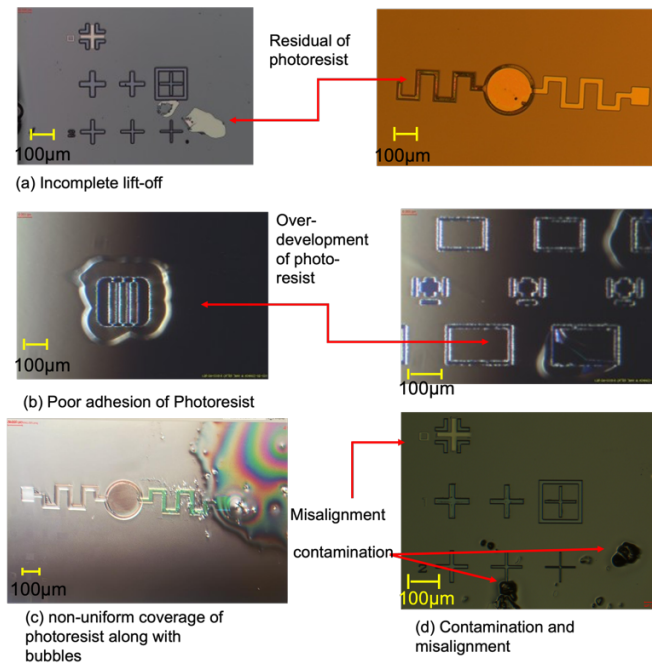 Residual of
photoresist
100μm
100μm
(a) Incomplete lift-off
Over-
development of
photo-
resist
100μm
100μm
(b) Poor adhesion of Photoresist
Misalignment
contamination
2
100μm
100μm
(c) non-uniform coverage of
photoresist along with
bubbles
(d) Contamination and
misalignment